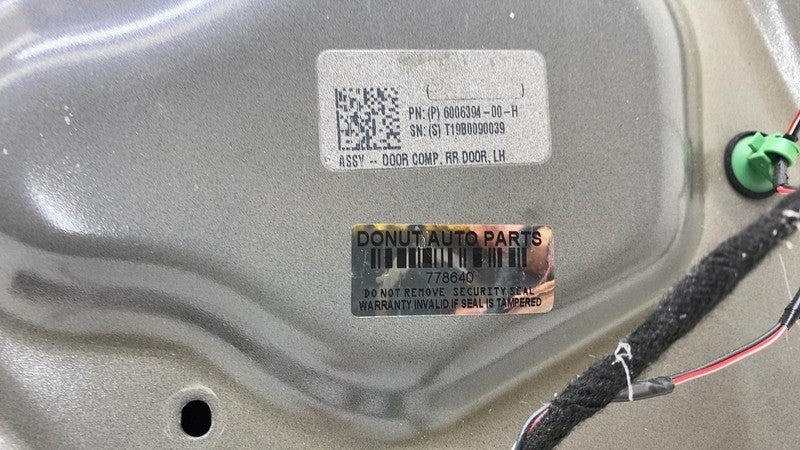 PN: (P) 6006394-00-H
SN: (S) T19B0090039
ASSY -- DOOR COMP, RR DOOR, LH
DONUT AUTO PARTS
778640
DO NOT REMOVE SECURITY SEAL
WARRANTY INVALID IF SEAL IS TAMPERED